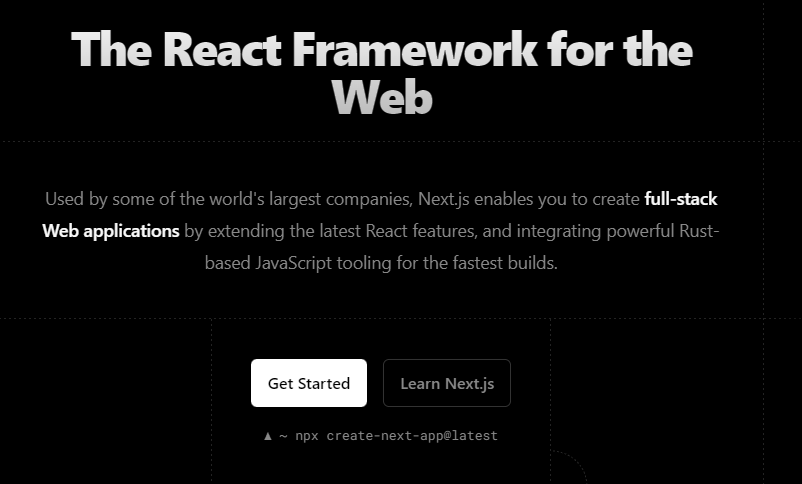 The React Framework for the
Web
Used by some of the world's largest companies, Next.js enables you to create full-stack
Web applications by extending the latest React features, and integrating powerful Rust-
based JavaScript tooling for the fastest builds.
Get Started
Learn Next.js
▲ ~ npx create-next-app@latest